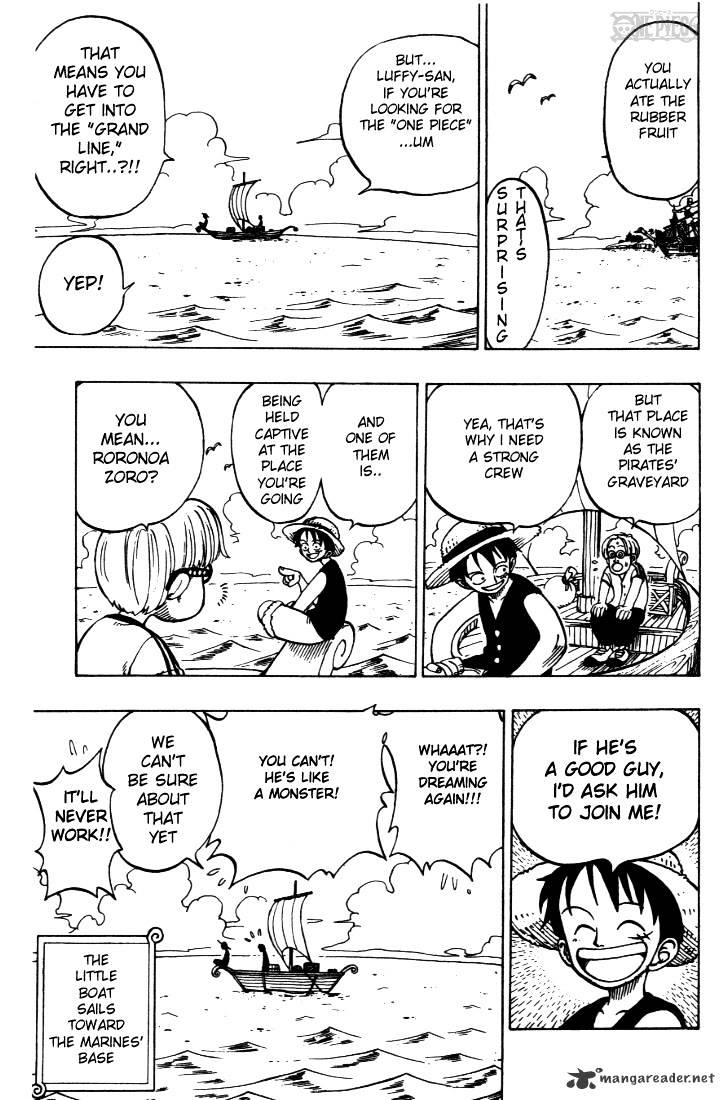 ONE PIECE
YOU
ACTUALLY
ATE THE
RUBBER
FRUIT
THATS
SURPRISING
BUT...
LUFFY-SAN,
IF YOU'RE
LOOKING FOR
THE "ONE PIECE"
...UM
THAT
MEANS YOU
HAVE TO
GET INTO
THE "GRAND
LINE,"
RIGHT..?!!
YEP!
BUT
THAT PLACE
IS KNOWN
AS THE
PIRATES'
GRAVEYARD
YEA, THAT'S
WHY I NEED
A STRONG
CREW
AND
ONE OF
THEM
IS..
BEING
HELD
CAPTIVE
AT THE
PLACE
YOU'RE
GOING
YOU
MEAN...
RORONOA
ZORO?
IF HE'S
A GOOD GUY,
I'D ASK HIM
TO JOIN ME!
WHAAAT?!
YOU'RE
DREAMING
AGAIN!!!
YOU CAN'T!
HE'S LIKE
A MONSTER!
WE
CAN'T
BE SURE
ABOUT
THAT YET
IT'LL
NEVER
WORK!!
THE
LITTLE
BOAT
SAILS
TOWARD
THE MARINES'
BASE
mangareader.net